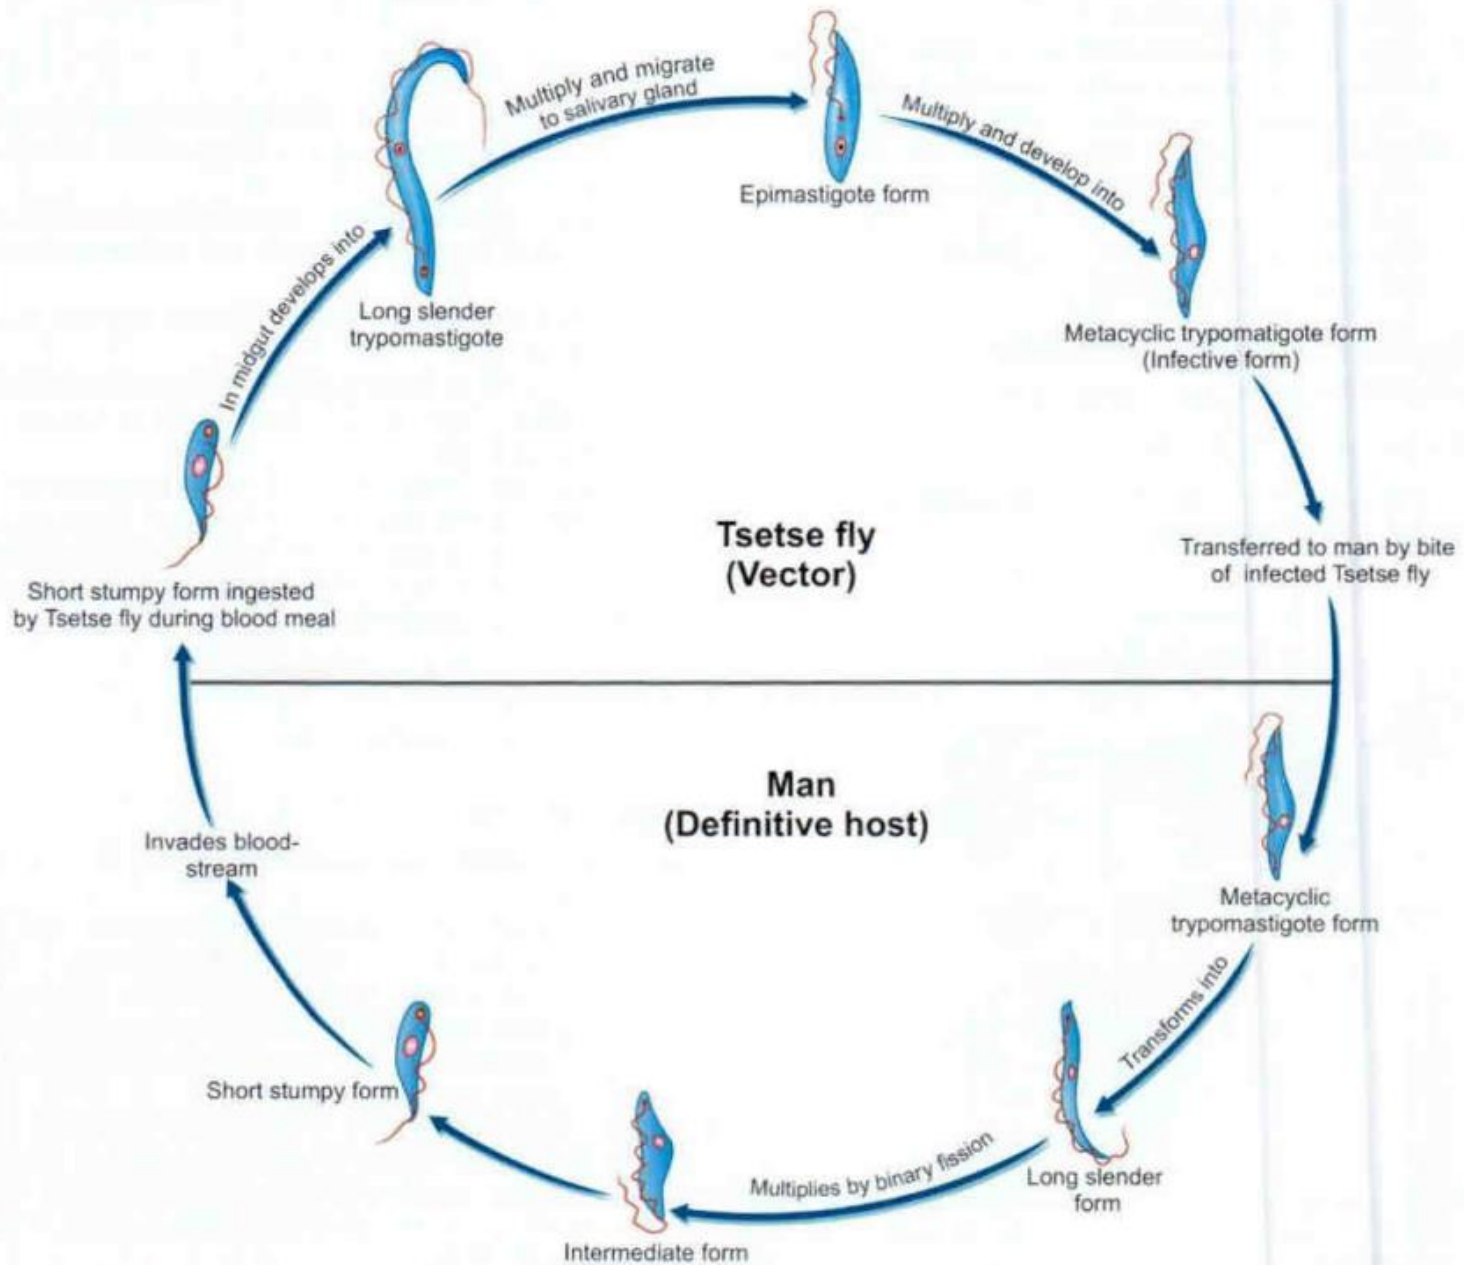 Multiply and migrate
to salivary gland
Epimastigote form
Multiply and develop into
Metacyclic trypomatigote form
(Infective form)
Transferred to man by bite
of infected Tsetse fly
In midgut develops into
Long slender
trypomastigote
Short stumpy form ingested
by Tsetse fly during blood meal
Tsetse fly
(Vector)
Man
(Definitive host)
Metacyclic
trypomastigote form
Transforms into
Long slender
form
Multiplies by binary fission
Intermediate form
Short stumpy form
Invades blood-
stream